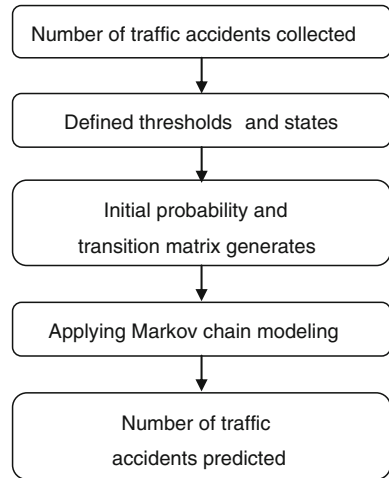 Number of traffic accidents collected
Defined thresholds and states
Initial probability and
transition matrix generates
Applying Markov chain modeling
Number of traffic
accidents predicted